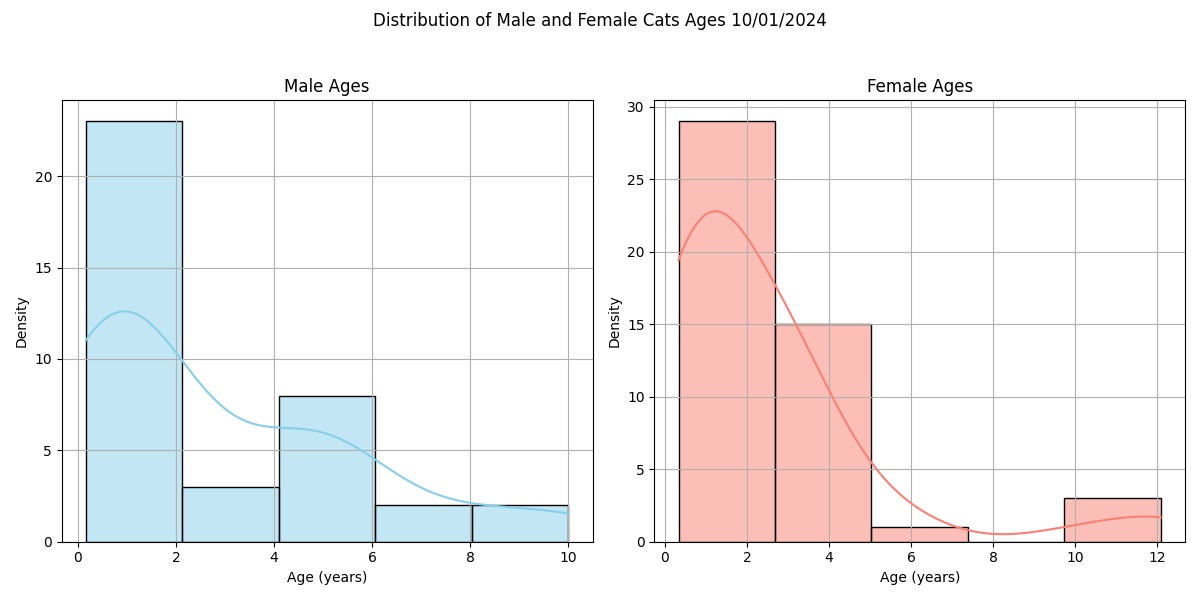 Distribution of Male and Female Cats Ages 10/01/2024
Male Ages
Density
20
15
10
5
0
0 2 4 6 8 10
Age (years)
Female Ages
Density
30
25
20
15
10
5
0
0 2 4 6 8 10 12
Age (years)